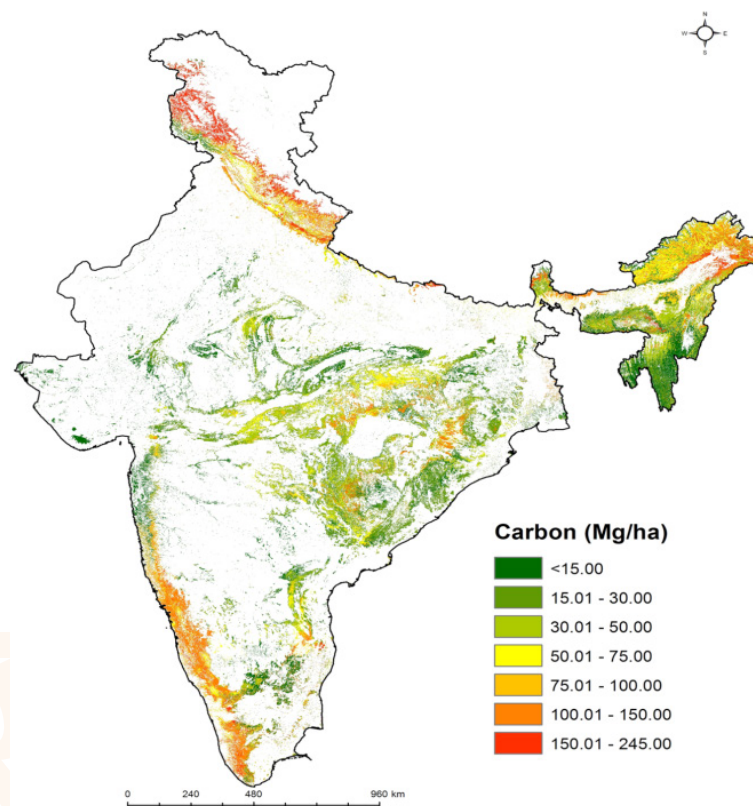 N
W E
S
Carbon (Mg/ha)
<15.00
15.01 - 30.00
30.01 - 50.00
50.01 - 75.00
75.01 - 100.00
100.01 - 150.00
150.01 - 245.00
0 120 240 480 960 km